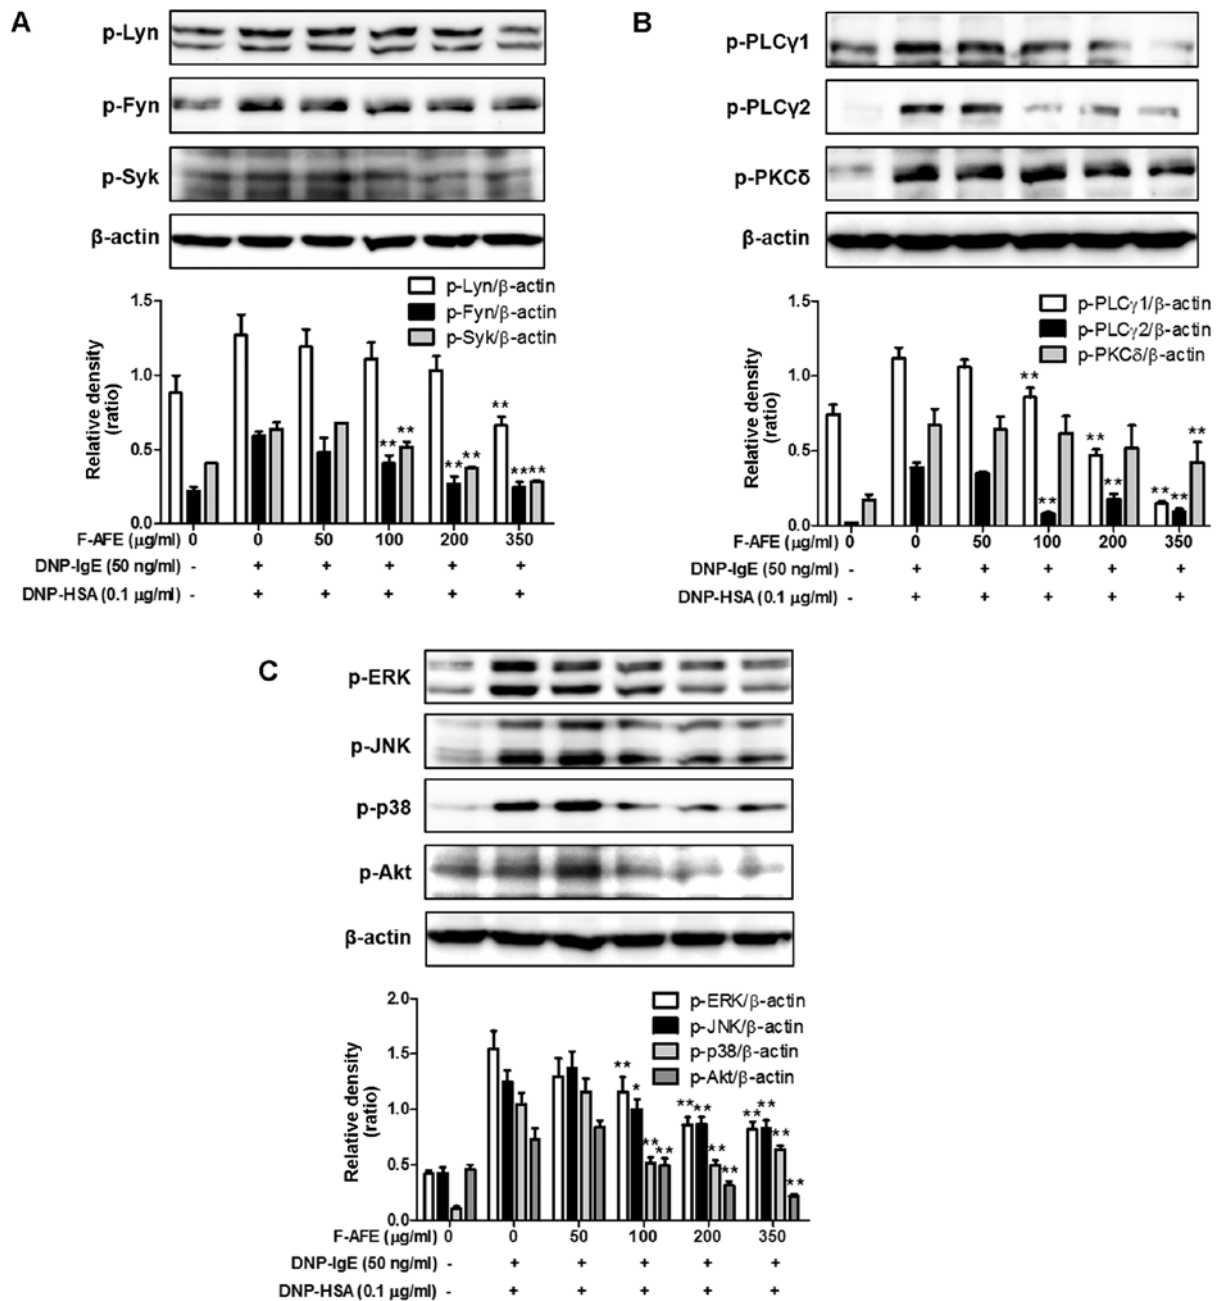 A
p-Lyn
p-Fyn
p-Syk
β-actin
p-Lyn/β-actin
p-Fyn/β-actin
p-Syk/β-actin
Relative density
(ratio)
1.5
1.0
0.5
0.0
** ** ** ** ** ** **
F-AFE (μg/ml) 0 0 50 100 200 350
DNP-IgE (50 ng/ml) - + + + + +
DNP-HSA (0.1 μg/ml) - + + + + +
B
p-PLCγ1
p-PLCγ2
p-PKCδ
β-actin
p-PLCγ1/β-actin
p-PLCγ2/β-actin
p-PKCδ/β-actin
Relative density
(ratio)
1.5
1.0
0.5
0.0
** ** ** ** ** ** **
F-AFE (μg/ml) 0 0 50 100 200 350
DNP-IgE (50 ng/ml) - + + + + +
DNP-HSA (0.1 μg/ml) - + + + + +
C
p-ERK
p-JNK
p-p38
p-Akt
β-actin
p-ERK/β-actin
p-JNK/β-actin
p-p38/β-actin
p-Akt/β-actin
Relative density
(ratio)
2.0
1.5
1.0
0.5
0.0
** * ** ** ** ** ** ** ** ** ** **
F-AFE (μg/ml) 0 0 50 100 200 350
DNP-IgE (50 ng/ml) - + + + + +
DNP-HSA (0.1 μg/ml) - + + + + +